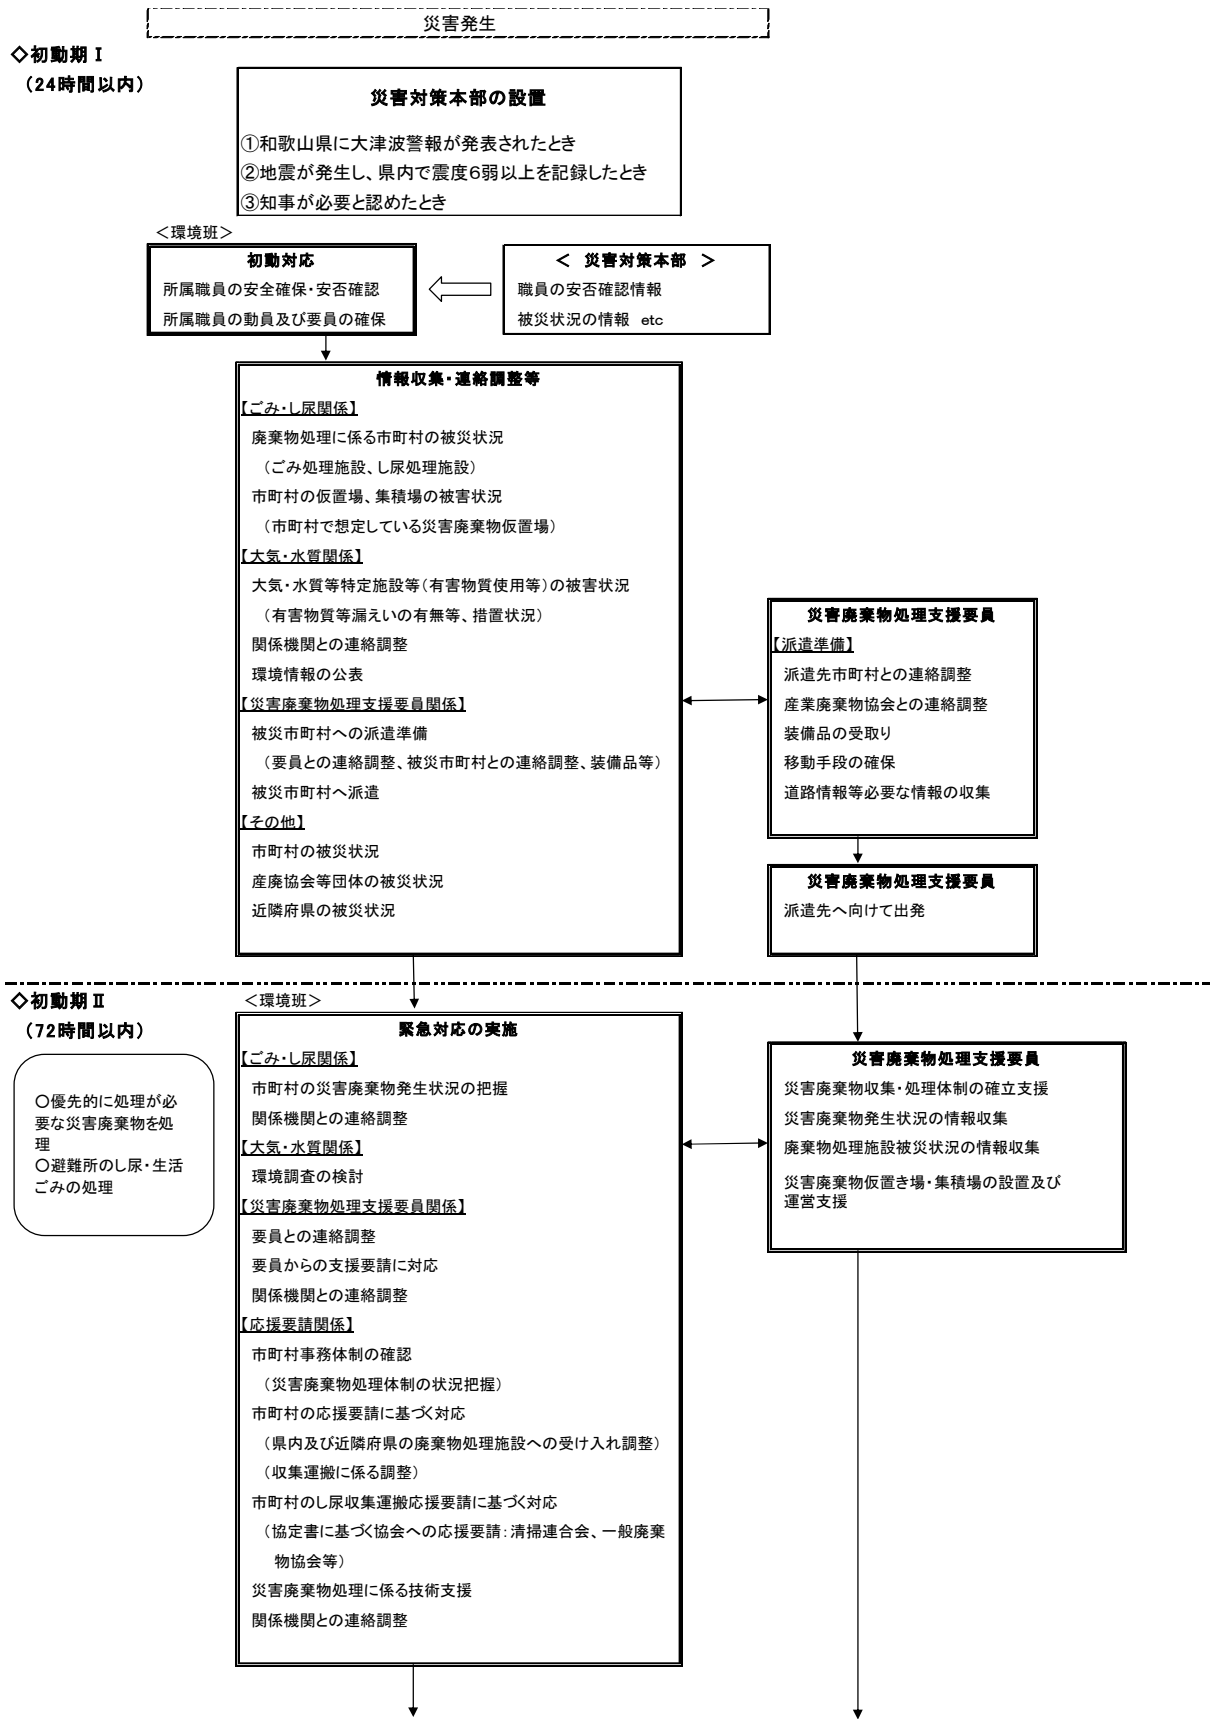 災害発生
◇初動期Ⅰ
（24時間以内）
災害対策本部の設置
①和歌山県に大津波警報が発表されたとき
②地震が発生し、県内で震度6弱以上を記録したとき
③知事が必要と認めたとき
＜環境班＞
初動対応
所属職員の安全確保・安否確認
所属職員の動員及び要員の確保
＜ 災害対策本部 ＞
職員の安否確認情報
被災状況の情報 etc
情報収集・連絡調整等
【ごみ・し尿関係】
廃棄物処理に係る市町村の被災状況
（ごみ処理施設、し尿処理施設）
市町村の仮置場、集積場の被害状況
（市町村で想定している災害廃棄物仮置場）
【大気・水質関係】
大気・水質等特定施設等（有害物質使用等）の被害状況
（有害物質等漏えいの有無等、措置状況）
関係機関との連絡調整
環境情報の公表
【災害廃棄物処理支援要員関係】
被災市町村への派遣準備
（要員との連絡調整、被災市町村との連絡調整、装備品等）
被災市町村へ派遣
【その他】
市町村の被災状況
産廃協会等団体の被災状況
近隣府県の被災状況
災害廃棄物処理支援要員
【派遣準備】
派遣先市町村との連絡調整
産業廃棄物協会との連絡調整
装備品の受取り
移動手段の確保
道路情報等必要な情報の収集
災害廃棄物処理支援要員
派遣先へ向けて出発
◇初動期Ⅱ
（72時間以内）
○優先的に処理が必
要な災害廃棄物を処
理
○避難所のし尿・生活
ごみの処理
＜環境班＞
緊急対応の実施
【ごみ・し尿関係】
市町村の災害廃棄物発生状況の把握
関係機関との連絡調整
【大気・水質関係】
環境調査の検討
【災害廃棄物処理支援要員関係】
要員との連絡調整
要員からの支援要請に対応
関係機関との連絡調整
【応援要請関係】
市町村事務体制の確認
（災害廃棄物処理体制の状況把握）
市町村の応援要請に基づく対応
（県内及び近隣府県の廃棄物処理施設への受け入れ調整）
（収集運搬に係る調整）
市町村のし尿収集運搬応援要請に基づく対応
（協定書に基づく協会への応援要請：清掃連合会、一般廃棄
物協会等）
災害廃棄物処理に係る技術支援
関係機関との連絡調整
災害廃棄物処理支援要員
災害廃棄物収集・処理体制の確立支援
災害廃棄物発生状況の情報収集
廃棄物処理施設被災状況の情報収集
災害廃棄物仮置き場・集積場の設置及び
運営支援